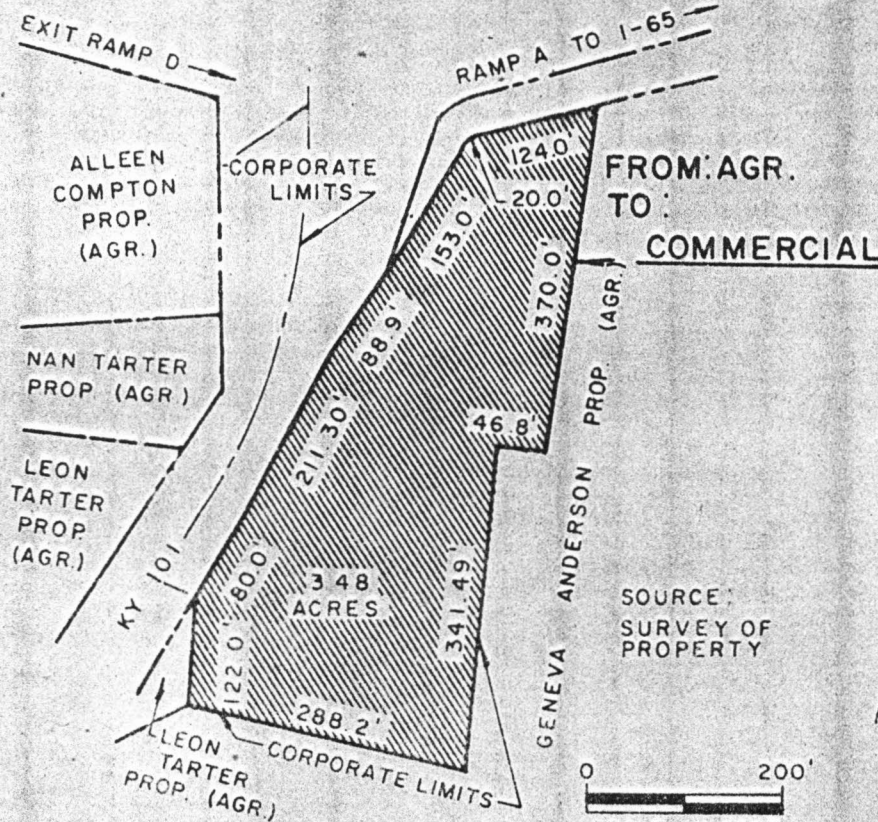 EXIT RAMP D
RAMP A TO I-65
ALLEEN
COMPTON
PROP.
(AGR.)
CORPORATE
LIMITS
124.0'
20.0'
FROM: AGR.
TO:
COMMERCIAL
153.0'
370.0'
88.9'
NAN TARTER
PROP. (AGR.)
46.8'
211.30'
LEON
TARTER
PROP.
(AGR.)
KY 101
80.0'
3.48
ACRES
341.49'
GENEVA ANDERSON PROP. (AGR.)
SOURCE:
SURVEY OF
PROPERTY
122.0'
288.2'
LEON
TARTER
PROP. (AGR.)
CORPORATE LIMITS
0 200'